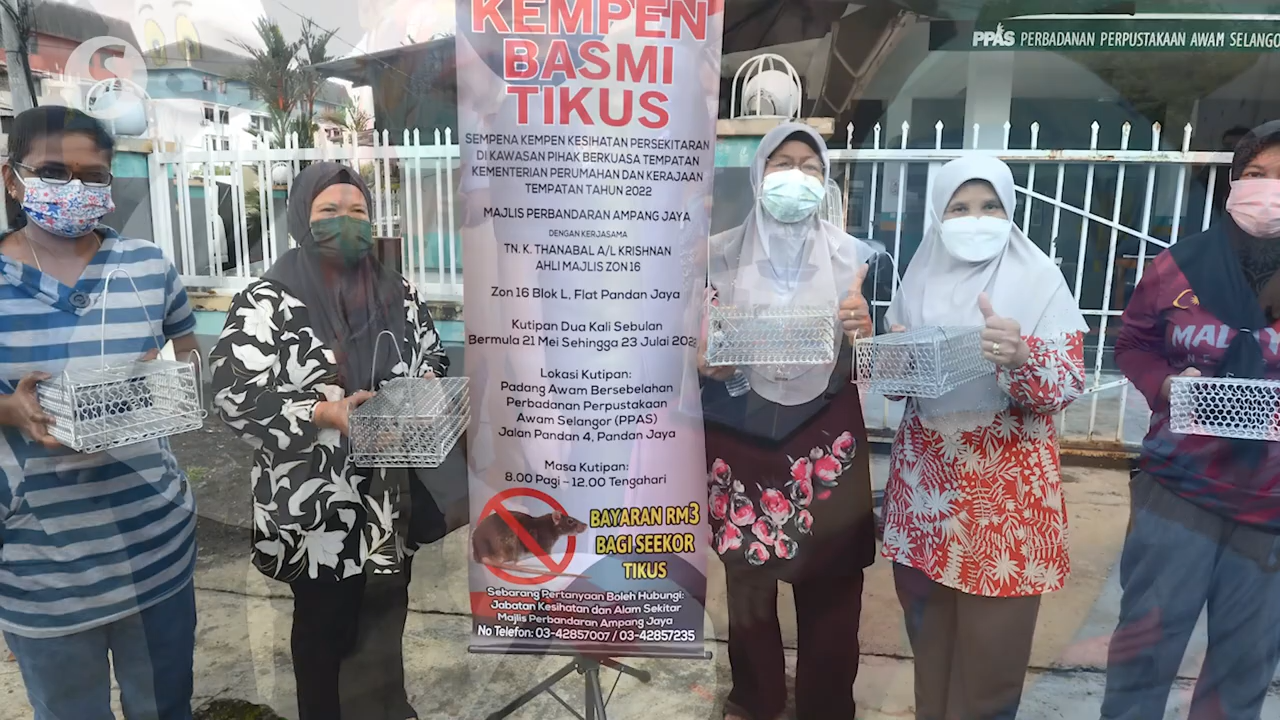 S
PPAS PERBADANAN PERPUSTAKAAN AWAM SELANGO
KEMPEN
BASMI
TIKUS
SEMPENA KEMPEN KESIHATAN PERSEKITARAN
DI KAWASAN PIHAK BERKUASA TEMPATAN
KEMENTERIAN PERUMAHAN DAN KERAJAAN
TEMPATAN TAHUN 2022
MAJLIS PERBANDARAN AMPANG JAYA
DENGAN KERJASAMA
TN. K. THANABAL A/L KRISHNAN
AHLI MAJLIS ZON 16
Zon 16 Blok L, Flat Pandan Jaya
Kutipan Dua Kali Sebulan
Bermula 21 Mei Sehingga 23 Julai 2022
Lokasi Kutipan:
Padang Awam Bersebelahan
Perbadanan Perpustakaan
Awam Selangor (PPAS)
Jalan Pandan 4, Pandan Jaya
Masa Kutipan:
8.00 Pagi – 12.00 Tengahari
BAYARAN RM3
BAGI SEEKOR
TIKUS
Sebarang Pertanyaan Boleh Hubungi:
Jabatan Kesihatan dan Alam Sekitar
Majlis Perbandaran Ampang Jaya
No Telefon: 03-42857007 / 03-42857235